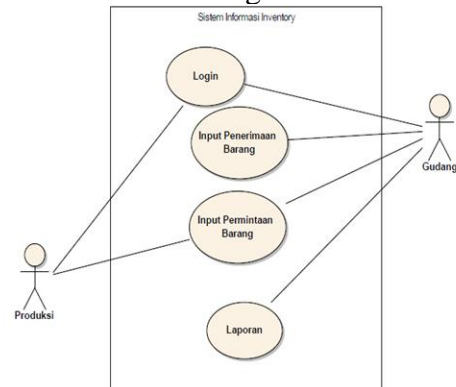 Sistem Informasi Inventory
Login
Input Penerimaan
Barang
Gudang
Input Permintaan
Barang
Produksi
Laporan